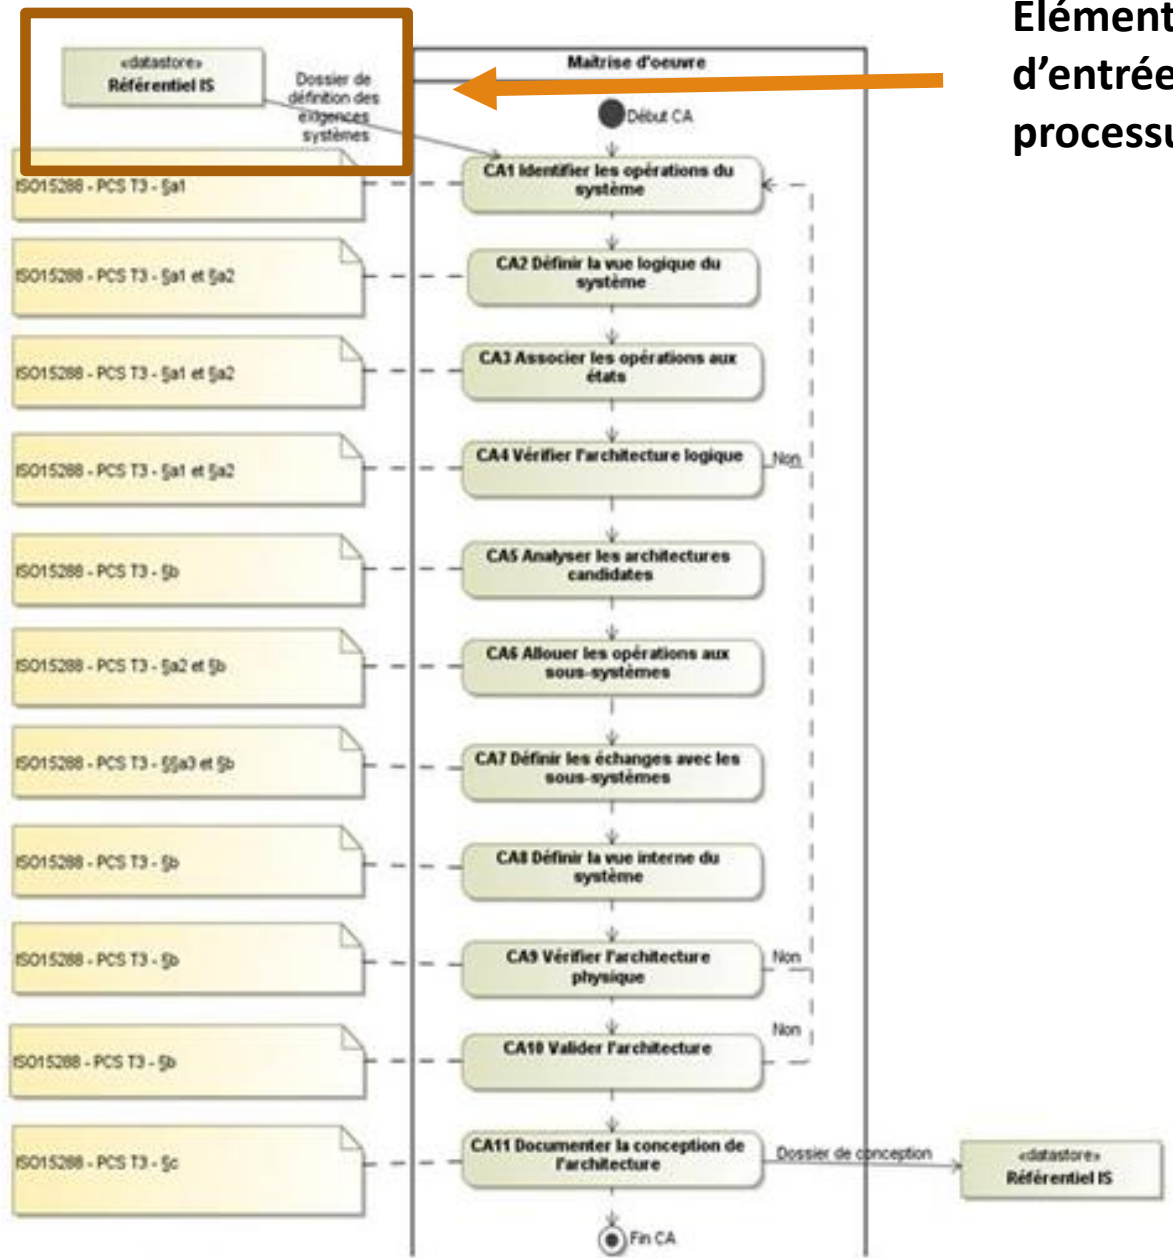 Elément
d'entrée
processu
«datastore»
Référentiel IS
Dossier de
définition des
exigences
systèmes
Maîtrise d'oeuvre
Début CA
ISO15288 - PCS T3 - §a1
CA1 Identifier les opérations du
système
ISO15288 - PCS T3 - §a1 et §a2
CA2 Définir la vue logique du
système
ISO15288 - PCS T3 - §a1 et §a2
CA3 Associer les opérations aux
états
ISO15288 - PCS T3 - §a1 et §a2
CA4 Vérifier l'architecture logique
Non
ISO15288 - PCS T3 - §b
CA5 Analyser les architectures
candidates
ISO15288 - PCS T3 - §a2 et §b
CA6 Allouer les opérations aux
sous-systèmes
ISO15288 - PCS T3 - §§a3 et §b
CA7 Définir les échanges avec les
sous-systèmes
ISO15288 - PCS T3 - §b
CA8 Définir la vue interne du
système
ISO15288 - PCS T3 - §b
CA9 Vérifier l'architecture
physique
Non
ISO15288 - PCS T3 - §b
CA10 Valider l'architecture
Non
ISO15288 - PCS T3 - §c
CA11 Documenter la conception de
l'architecture
Dossier de conception
«datastore»
Référentiel IS
Fin CA